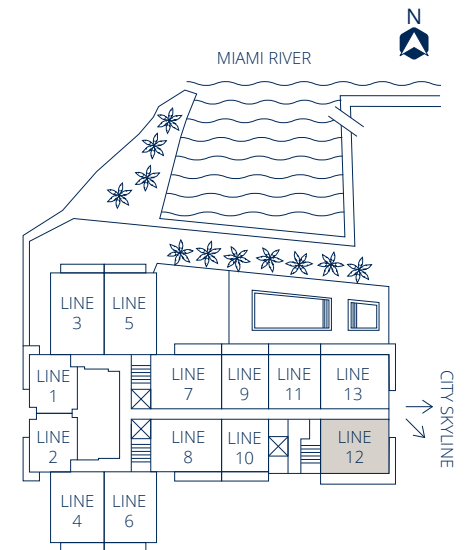 N
MIAMI RIVER
LINE
3
LINE
5
LINE
1
LINE
7
LINE
9
LINE
11
LINE
13
CITY SKYLINE
LINE
2
LINE
8
LINE
10
LINE
12
LINE
4
LINE
6